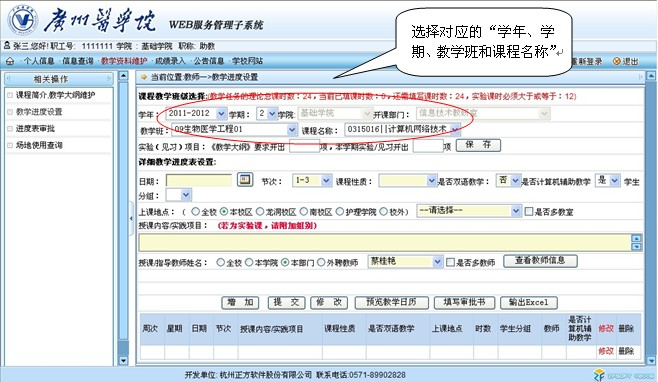 选择对应的“学年、学期、教学班和课程名称”
廣州醫學院 WEB服务管理子系统
张三,您好!职工号: 1111111 学院: 基础学院 职称: 助教
个人信息 信息查询 教学资料维护 成绩录入 公告信息 学校网站 重新登录 退出
相关操作
课程简介.教学大纲维护
教学进度设置
进度表审批
场地使用查询
当前位置:教师-->教学进度设置
课程教学班级选择:(教学任务的理论总课时数:24, 当前已填课时数:0, 还需填写课时数:24, 实验课时必须大于或等于: 12)
学年: 2011-2012 学期: 2 学院: 基础学院 开课部门: 信息技术教研室
教学班: 09生物医学工程01 课程名称: 0315016||计算机网络技术
实验(见习)项目:《教学大纲》要求开出 项,本学期实验/见习开出 项 保 存
详细教学进度表设置:
日期: 节次: 1-3 课程性质: 是否双语教学: 否 是否计算机辅助教学 是 学生
分组:
上课地点: ( 全校 本校区 龙洞校区 南校区 护理学院 校外) --请选择-- 是否多教室
授课内容/实践项目: (若为实验课,请附加组别)
授课/指导教师姓名: 全校 本学院 本部门 外聘教师 蔡桂艳 是否多教师 查看教师信息
增 加 提 交 修 改 预览教学日历 填写审批书 输出Excel
周次 星期 日期 节次 授课内容/实践项目 课程性质 是否双语教学 上课地点 时数 学生分组 教师 是否计算机辅助教学 修改 删除
修改 删除
开发单位: 杭州正方软件股份有限公司 联系电话:0571-89902828